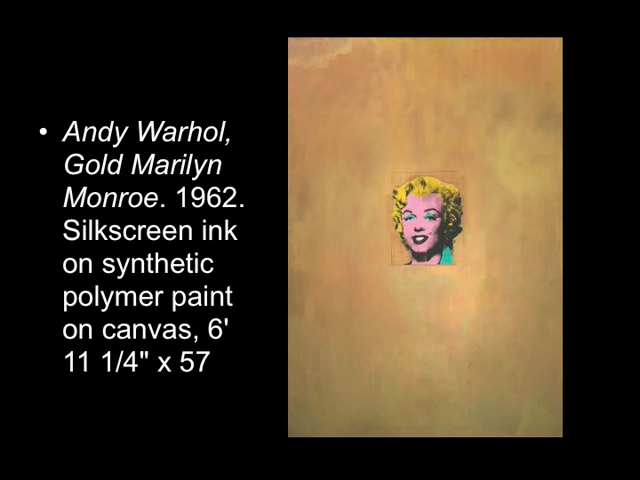 • Andy Warhol,
Gold Marilyn
Monroe. 1962.
Silkscreen ink
on synthetic
polymer paint
on canvas, 6'
11 1/4" x 57